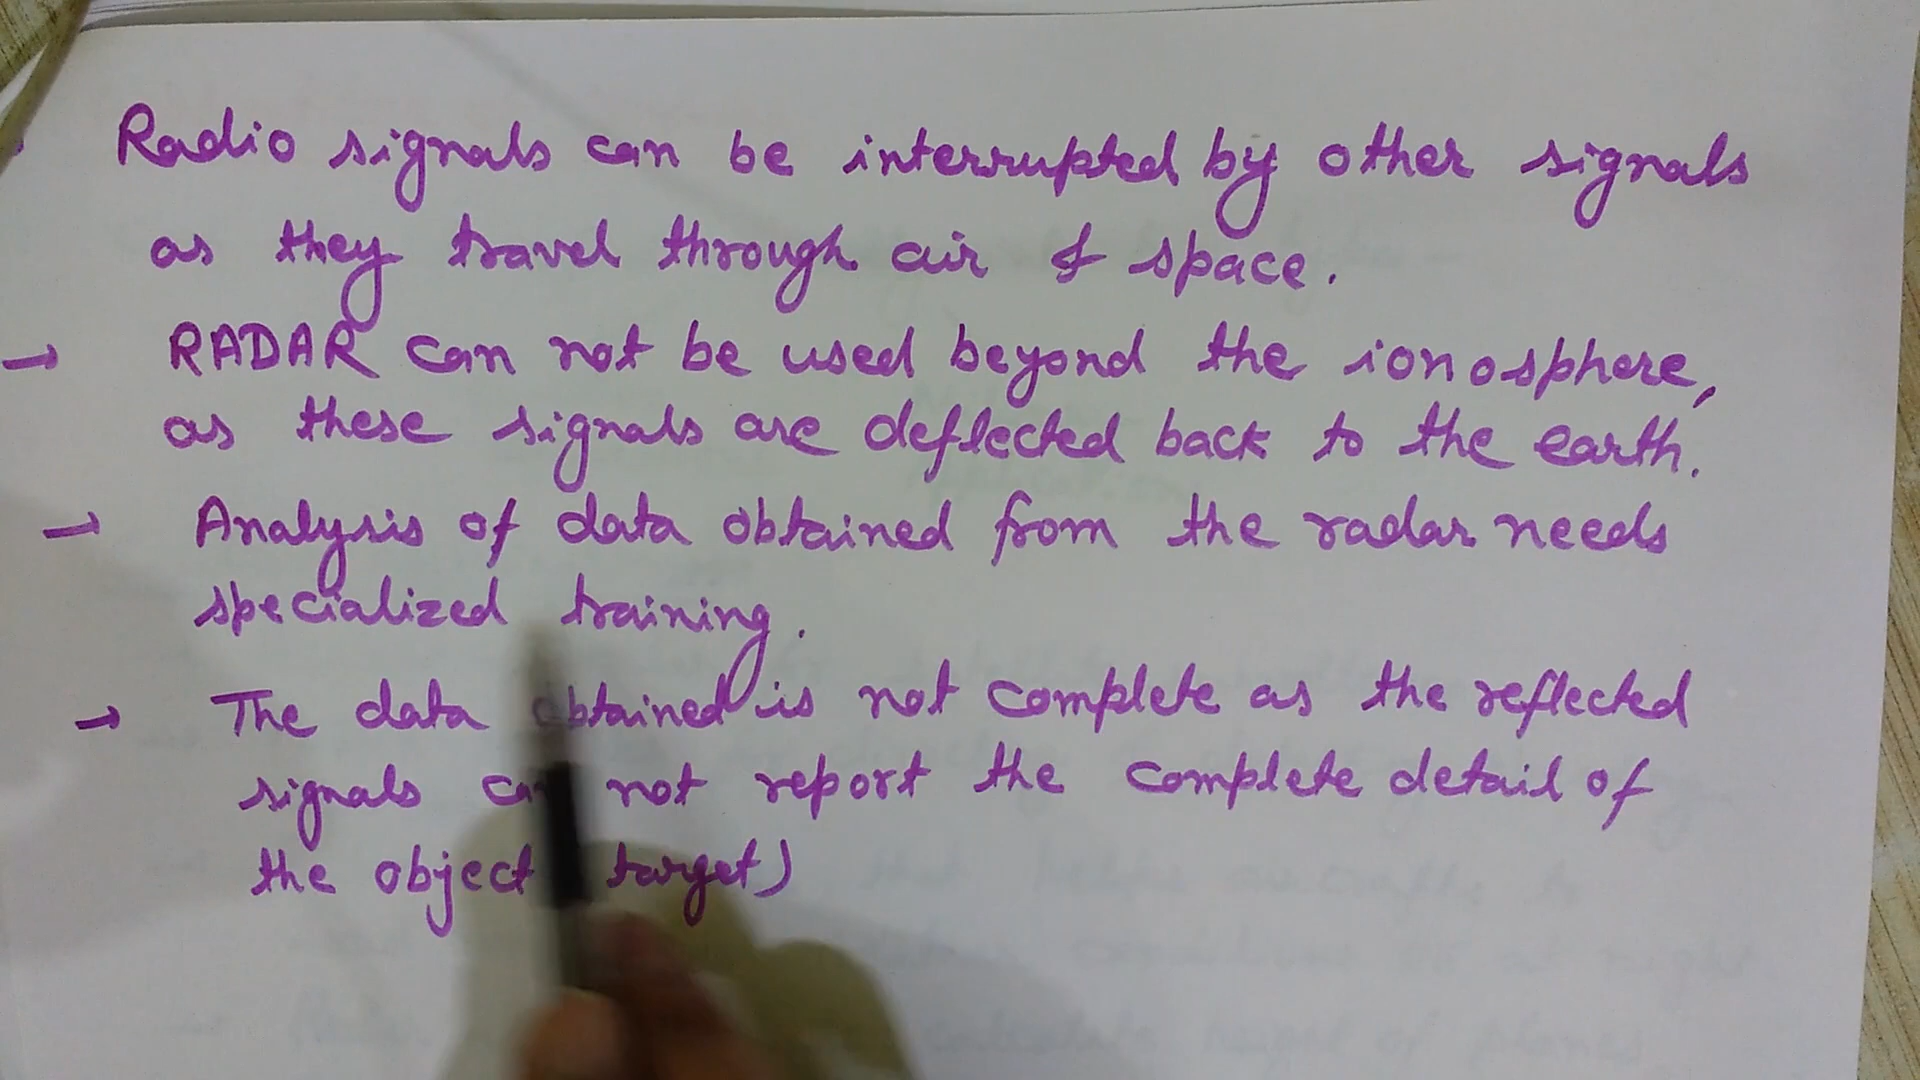 Radio signals can be interrupted by other signals
as they travel through air & space.
→ RADAR can not be used beyond the ionosphere,
as these signals are deflected back to the earth.
→ Analysis of data obtained from the radar needs
specialized training.
→ The data obtained is not complete as the reflected
signals can not report the complete detail of
the object target)